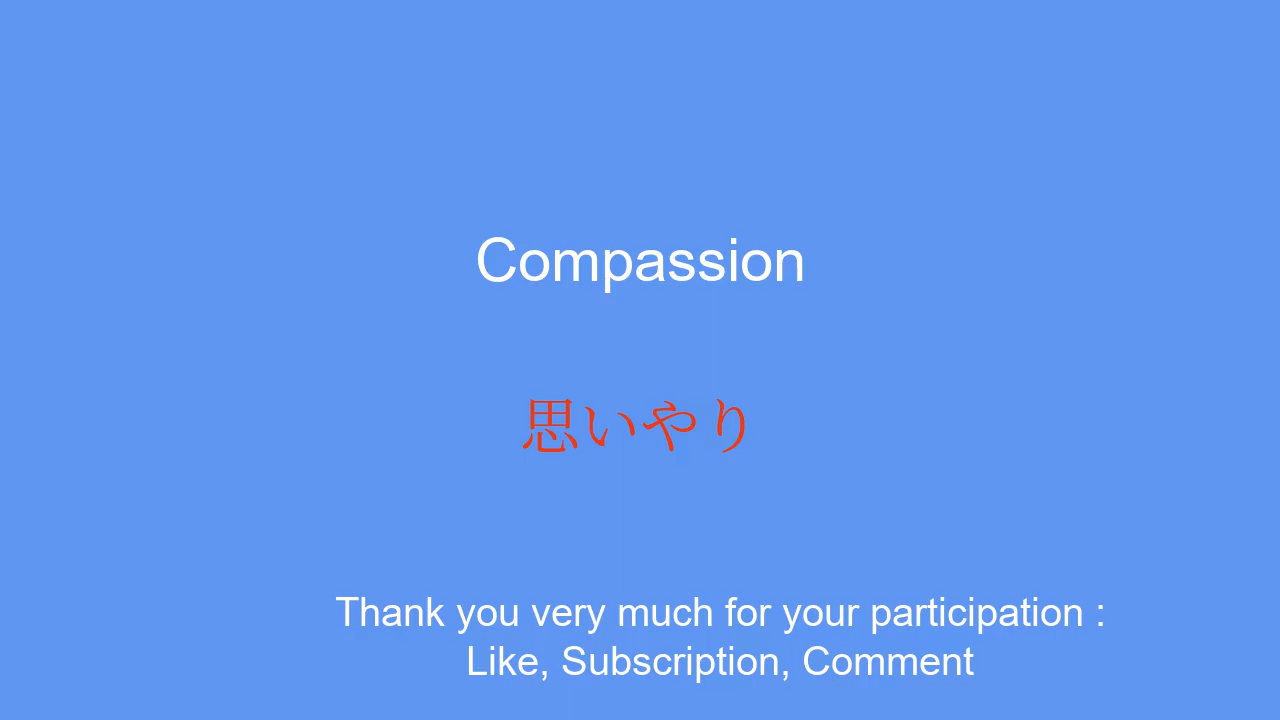 Compassion
思いやり
Thank you very much for your participation :
Like, Subscription, Comment